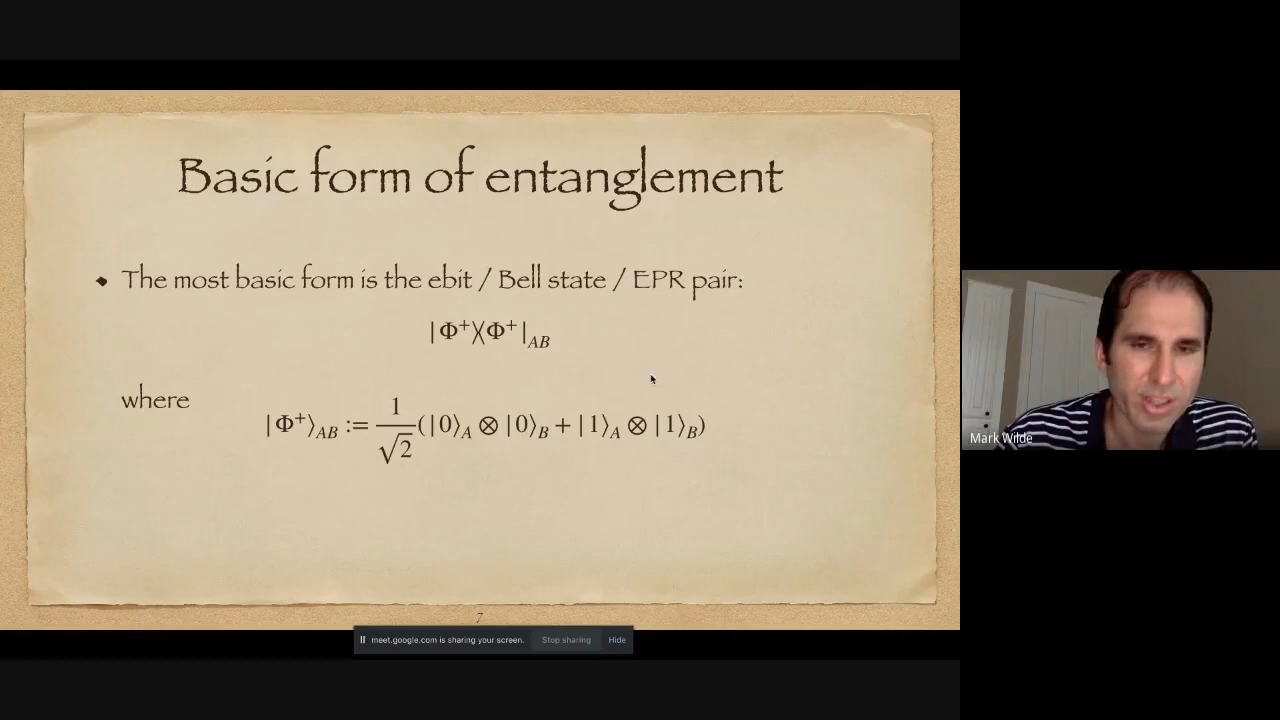 Basic form of entanglement
• The most basic form is the ebit / Bell state / EPR pair:
|Φ⁺⟩⟨Φ⁺|_AB
where
|Φ⁺⟩_AB := 1/√2 (|0⟩_A ⊗ |0⟩_B + |1⟩_A ⊗ |1⟩_B)
7
meet.google.com is sharing your screen. Stop sharing Hide
Mark Wilde